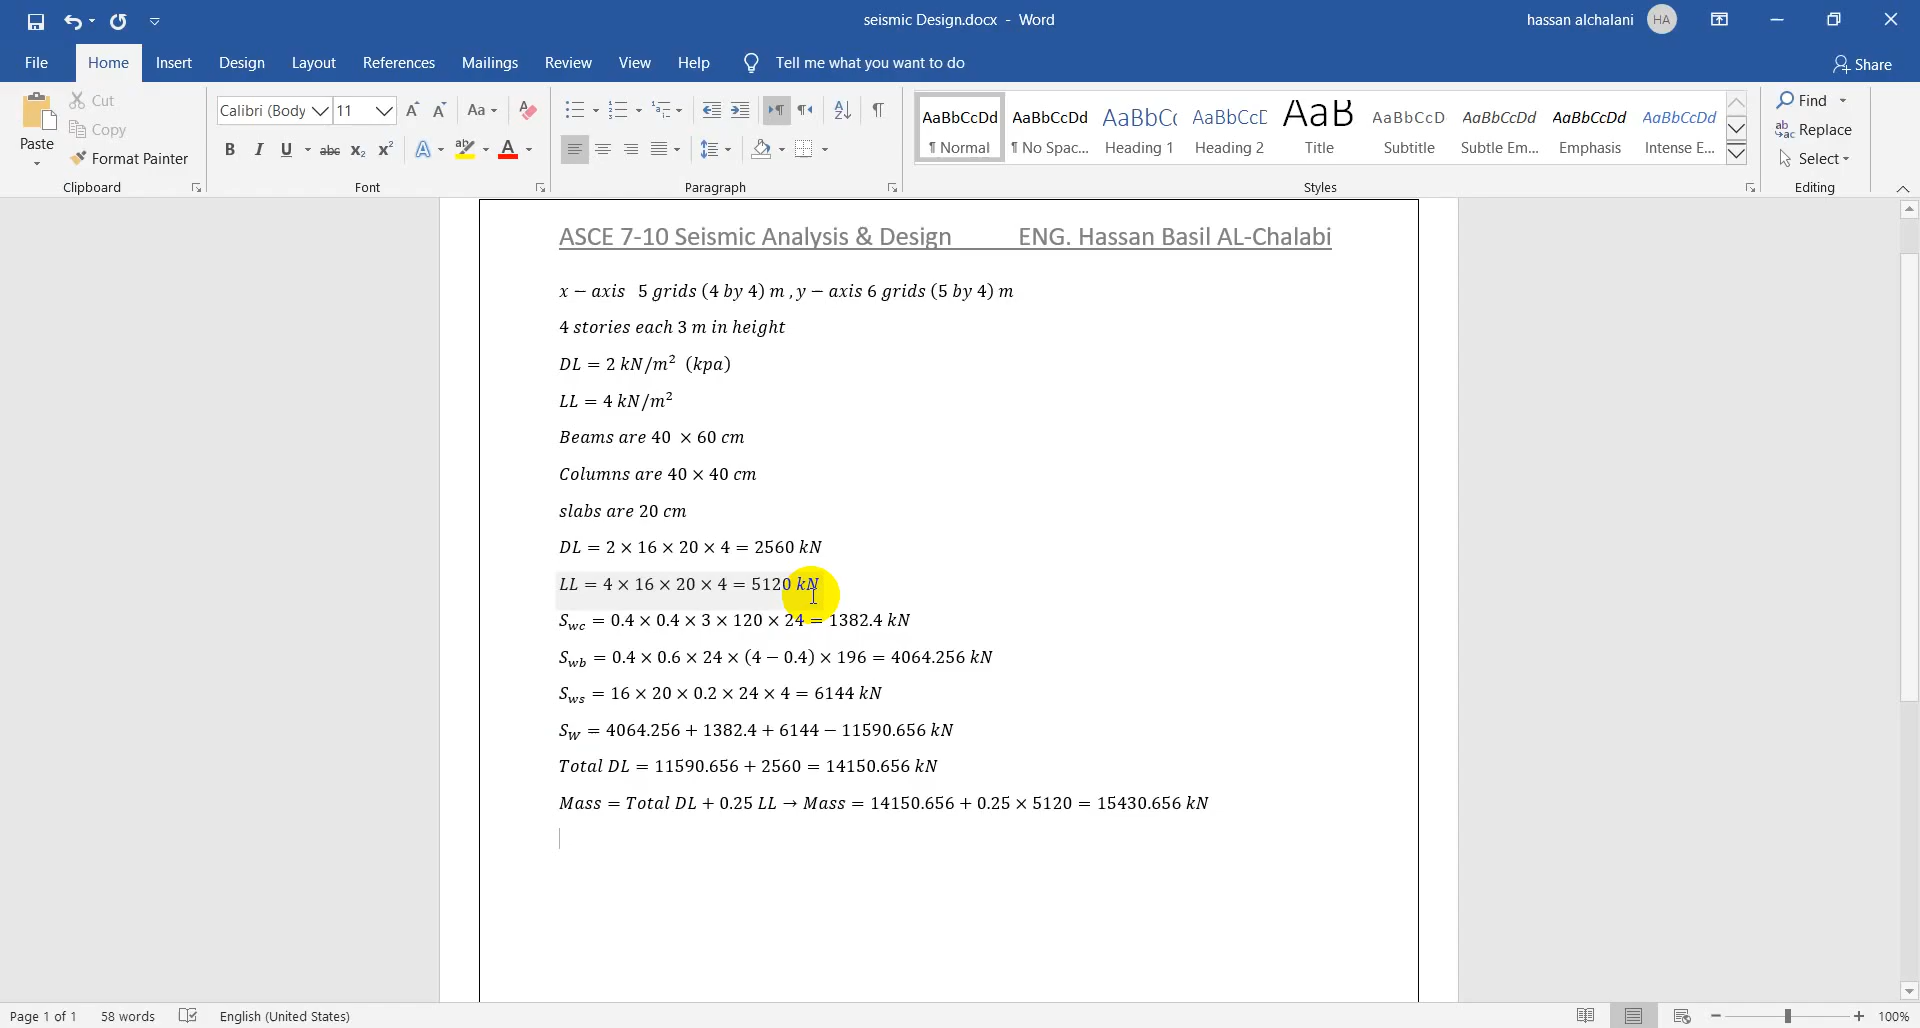 seismic Design.docx - Word
hassan alchalani HA
File Home Insert Design Layout References Mailings Review View Help Tell me what you want to do Share
Paste Cut Copy Format Painter
Clipboard
Calibri (Body 11
Font
Paragraph
AaBbCcDd AaBbCcDd AaBbC AaBbCcE AaB AaBbCcD AaBbCcDd AaBbCcDd AaBbCcDd
¶ Normal ¶ No Spac... Heading 1 Heading 2 Title Subtitle Subtle Em... Emphasis Intense E...
Styles
Find
Replace
Select
Editing
ASCE 7-10 Seismic Analysis & Design ENG. Hassan Basil AL-Chalabi
x − axis 5 grids (4 by 4) m , y − axis 6 grids (5 by 4) m
4 stories each 3 m in height
DL = 2 kN/m² (kpa)
LL = 4 kN/m²
Beams are 40 × 60 cm
Columns are 40 × 40 cm
slabs are 20 cm
DL = 2 × 16 × 20 × 4 = 2560 kN
LL = 4 × 16 × 20 × 4 = 5120 kN
S_wc = 0.4 × 0.4 × 3 × 120 × 24 = 1382.4 kN
S_wb = 0.4 × 0.6 × 24 × (4 − 0.4) × 196 = 4064.256 kN
S_ws = 16 × 20 × 0.2 × 24 × 4 = 6144 kN
S_W = 4064.256 + 1382.4 + 6144 − 11590.656 kN
Total DL = 11590.656 + 2560 = 14150.656 kN
Mass = Total DL + 0.25 LL → Mass = 14150.656 + 0.25 × 5120 = 15430.656 kN
Page 1 of 1 58 words English (United States) 100%